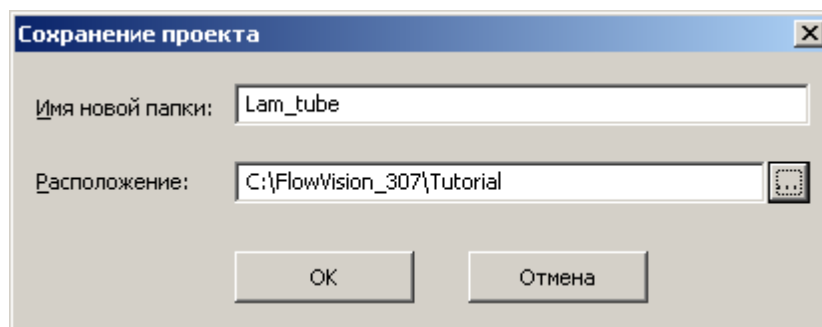 Сохранение проекта
Имя новой папки: Lam_tube
Расположение: C:\FlowVision_307\Tutorial ...
OK Отмена